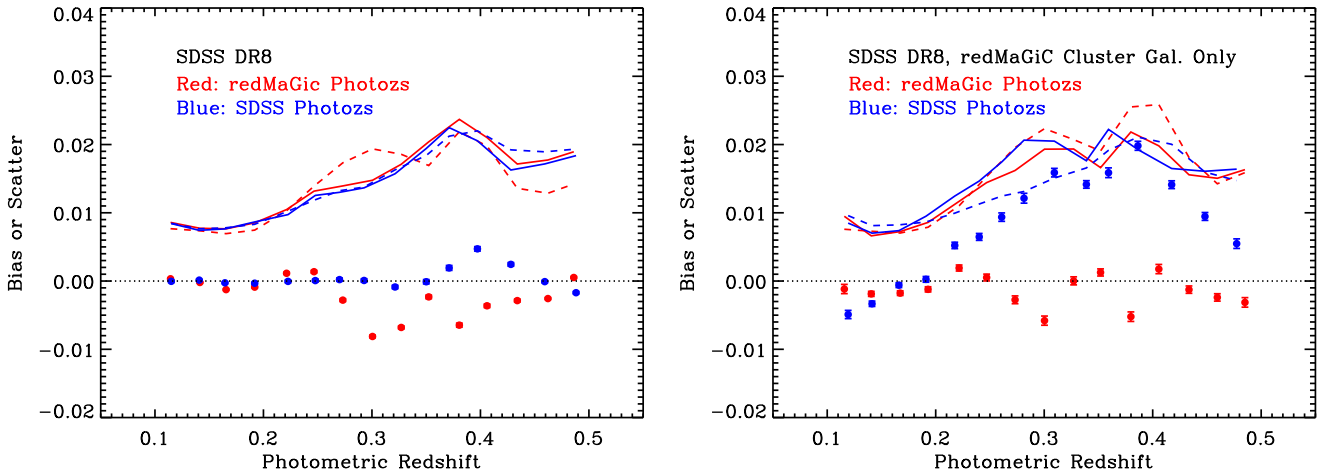 SDSS DR8
Red: redMaGic Photozs
Blue: SDSS Photozs
Bias or Scatter
0.04
0.03
0.02
0.01
0.00
−0.01
−0.02
0.1 0.2 0.3 0.4 0.5
Photometric Redshift
SDSS DR8, redMaGiC Cluster Gal. Only
Red: redMaGiC Photozs
Blue: SDSS Photozs
Bias or Scatter
0.04
0.03
0.02
0.01
0.00
−0.01
−0.02
0.1 0.2 0.3 0.4 0.5
Photometric Redshift